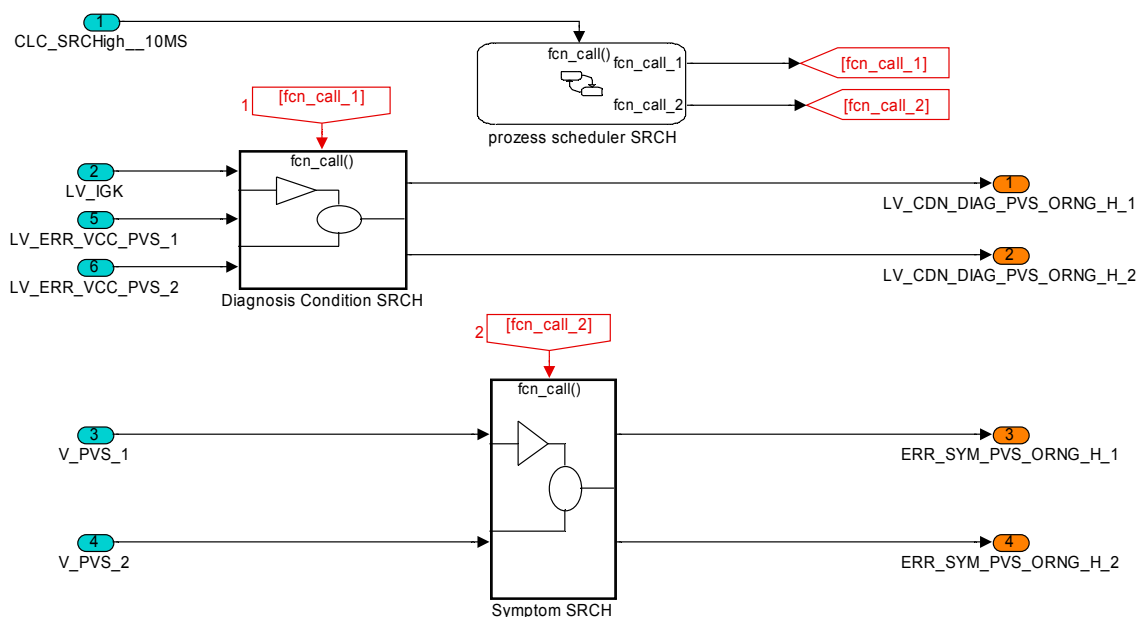 1
CLC_SRCHigh__10MS
fcn_call()
fcn_call_1
fcn_call_2
prozess scheduler SRCH
[fcn_call_1]
[fcn_call_2]
1
[fcn_call_1]
fcn_call()
2
LV_IGK
5
LV_ERR_VCC_PVS_1
6
LV_ERR_VCC_PVS_2
Diagnosis Condition SRCH
1
LV_CDN_DIAG_PVS_ORNG_H_1
2
LV_CDN_DIAG_PVS_ORNG_H_2
2
[fcn_call_2]
fcn_call()
3
V_PVS_1
4
V_PVS_2
Symptom SRCH
3
ERR_SYM_PVS_ORNG_H_1
4
ERR_SYM_PVS_ORNG_H_2